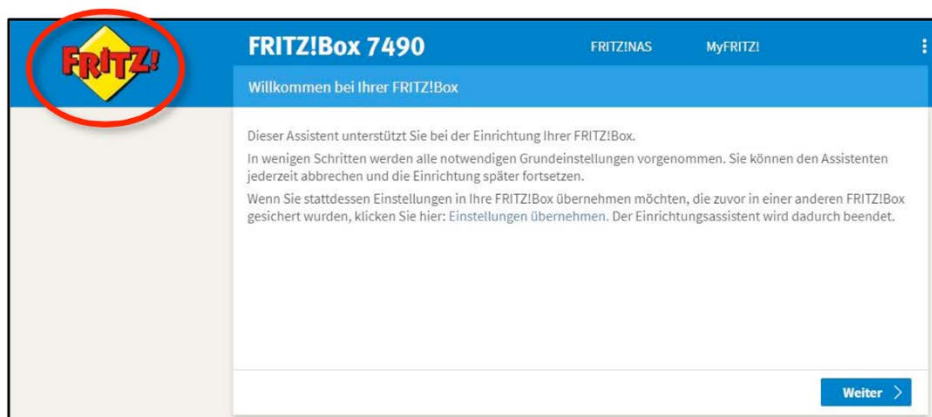 FRITZ!
FRITZ!Box 7490
FRITZ!NAS
MyFRITZ!
Willkommen bei Ihrer FRITZ!Box
Dieser Assistent unterstützt Sie bei der Einrichtung Ihrer FRITZ!Box.
In wenigen Schritten werden alle notwendigen Grundeinstellungen vorgenommen. Sie können den Assistenten
jederzeit abbrechen und die Einrichtung später fortsetzen.
Wenn Sie stattdessen Einstellungen in Ihre FRITZ!Box übernehmen möchten, die zuvor in einer anderen FRITZ!Box
gesichert wurden, klicken Sie hier: Einstellungen übernehmen. Der Einrichtungsassistent wird dadurch beendet.
Weiter